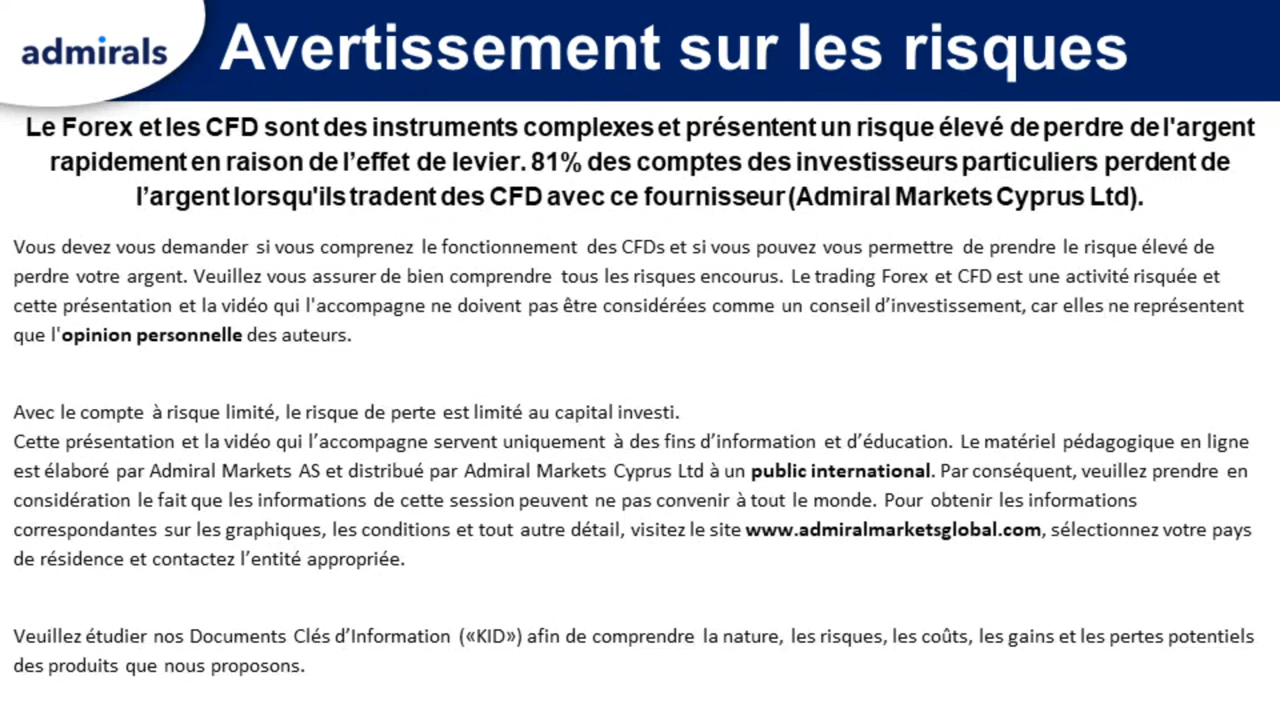 admirals
Avertissement sur les risques
Le Forex et les CFD sont des instruments complexes et présentent un risque élevé de perdre de l'argent
rapidement en raison de l’effet de levier. 81% des comptes des investisseurs particuliers perdent de
l’argent lorsqu'ils tradent des CFD avec ce fournisseur (Admiral Markets Cyprus Ltd).
Vous devez vous demander si vous comprenez le fonctionnement des CFDs et si vous pouvez vous permettre de prendre le risque élevé de
perdre votre argent. Veuillez vous assurer de bien comprendre tous les risques encourus. Le trading Forex et CFD est une activité risquée et
cette présentation et la vidéo qui l'accompagne ne doivent pas être considérées comme un conseil d’investissement, car elles ne représentent
que l'opinion personnelle des auteurs.
Avec le compte à risque limité, le risque de perte est limité au capital investi.
Cette présentation et la vidéo qui l’accompagne servent uniquement à des fins d’information et d’éducation. Le matériel pédagogique en ligne
est élaboré par Admiral Markets AS et distribué par Admiral Markets Cyprus Ltd à un public international. Par conséquent, veuillez prendre en
considération le fait que les informations de cette session peuvent ne pas convenir à tout le monde. Pour obtenir les informations
correspondantes sur les graphiques, les conditions et tout autre détail, visitez le site www.admiralmarketsglobal.com, sélectionnez votre pays
de résidence et contactez l’entité appropriée.
Veuillez étudier nos Documents Clés d’Information («KID») afin de comprendre la nature, les risques, les coûts, les gains et les pertes potentiels
des produits que nous proposons.